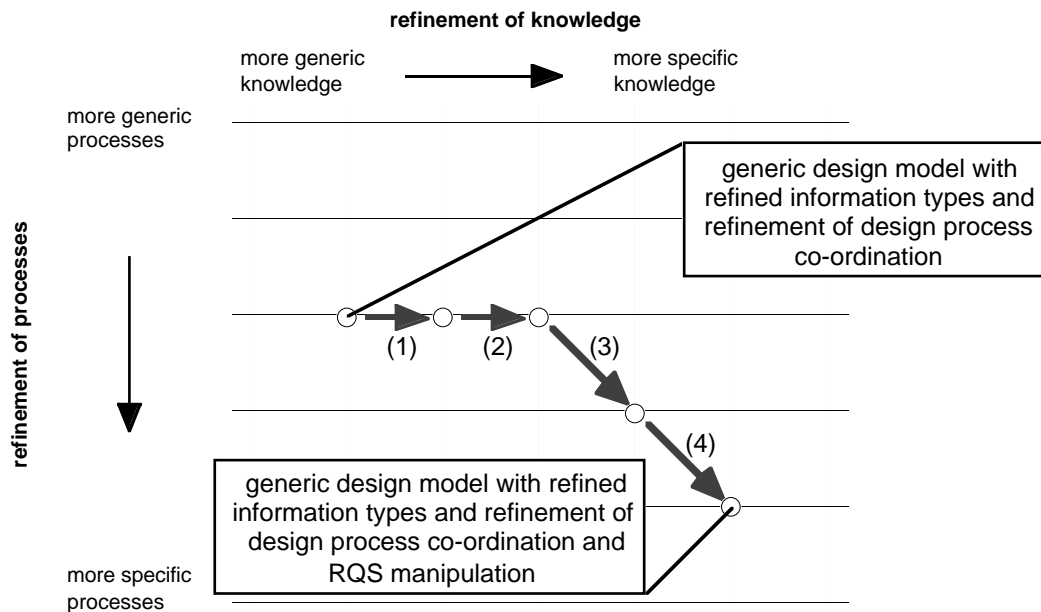 refinement of knowledge
more generic
knowledge
more specific
knowledge
more generic
processes
generic design model with
refined information types and
refinement of design process
co-ordination
refinement of processes
(1)
(2)
(3)
(4)
generic design model with refined
information types and refinement of
design process co-ordination and
RQS manipulation
more specific
processes